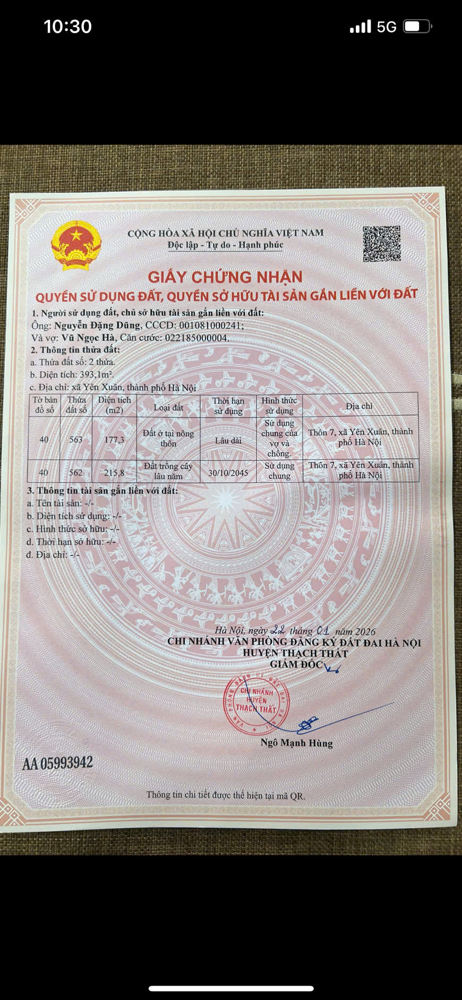 10:30
5G
CỘNG HÒA XÃ HỘI CHỦ NGHĨA VIỆT NAM
Độc lập - Tự do - Hạnh phúc
GIẤY CHỨNG NHẬN
QUYỀN SỬ DỤNG ĐẤT, QUYỀN SỞ HỮU TÀI SẢN GẮN LIỀN VỚI ĐẤT
1. Người sử dụng đất, chủ sở hữu tài sản gắn liền với đất:
Ông: Nguyễn Đặng Dũng, CCCD: 001081000241;
Và vợ: Vũ Ngọc Hà, Căn cước: 022185000004.
2. Thông tin thửa đất:
a. Thửa đất số: 2 thửa.
b. Diện tích: 393,1m².
c. Địa chỉ: xã Yên Xuân, thành phố Hà Nội
Tờ bản đồ số | Thửa đất số | Diện tích (m2) | Loại đất | Thời hạn sử dụng | Hình thức sử dụng | Địa chỉ
40 | 563 | 177,3 | Đất ở tại nông thôn | Lâu dài | Sử dụng chung của vợ và chồng. | Thôn 7, xã Yên Xuân, thành phố Hà Nội
40 | 562 | 215,8 | Đất trồng cây lâu năm | 30/10/2045 | Sử dụng chung | Thôn 7, xã Yên Xuân, thành phố Hà Nội
3. Thông tin tài sản gắn liền với đất:
a. Tên tài sản: -/-
b. Diện tích sử dụng: -/-
c. Hình thức sở hữu: -/-
d. Thời hạn sở hữu: -/-
đ. Địa chỉ: -/-
Hà Nội, ngày 22 tháng 01 năm 2026
CHI NHÁNH VĂN PHÒNG ĐĂNG KÝ ĐẤT ĐAI HÀ NỘI
HUYỆN THẠCH THẤT
GIÁM ĐỐC
VĂN PHÒNG ĐĂNG KÝ ĐẤT ĐAI HÀ NỘI
CHI NHÁNH
HUYỆN
THẠCH THẤT
Ngô Mạnh Hùng
AA 05993942
Thông tin chi tiết được thể hiện tại mã QR.